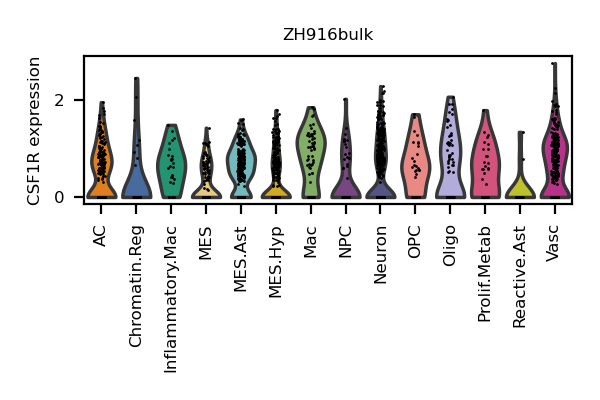 ZH916bulk
CSF1R expression
2
0
AC
Chromatin.Reg
Inflammatory.Mac
MES
MES.Ast
MES.Hyp
Mac
NPC
Neuron
OPC
Oligo
Prolif.Metab
Reactive.Ast
Vasc